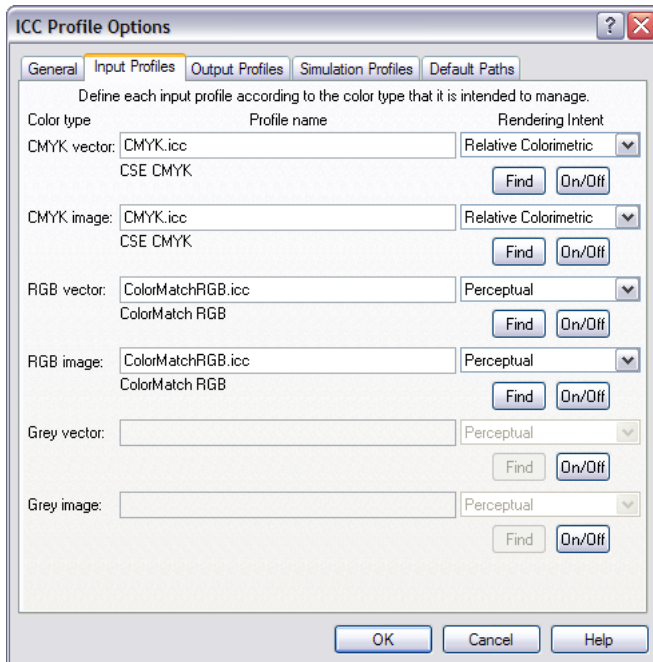 ICC Profile Options
General Input Profiles Output Profiles Simulation Profiles Default Paths
Define each input profile according to the color type that it is intended to manage.
Color type Profile name Rendering Intent
CMYK vector: CMYK.icc Relative Colorimetric
CSE CMYK
Find On/Off
CMYK image: CMYK.icc Relative Colorimetric
CSE CMYK
Find On/Off
RGB vector: ColorMatchRGB.icc Perceptual
ColorMatch RGB
Find On/Off
RGB image: ColorMatchRGB.icc Perceptual
ColorMatch RGB
Find On/Off
Grey vector: Perceptual
Find On/Off
Grey image: Perceptual
Find On/Off
OK Cancel Help